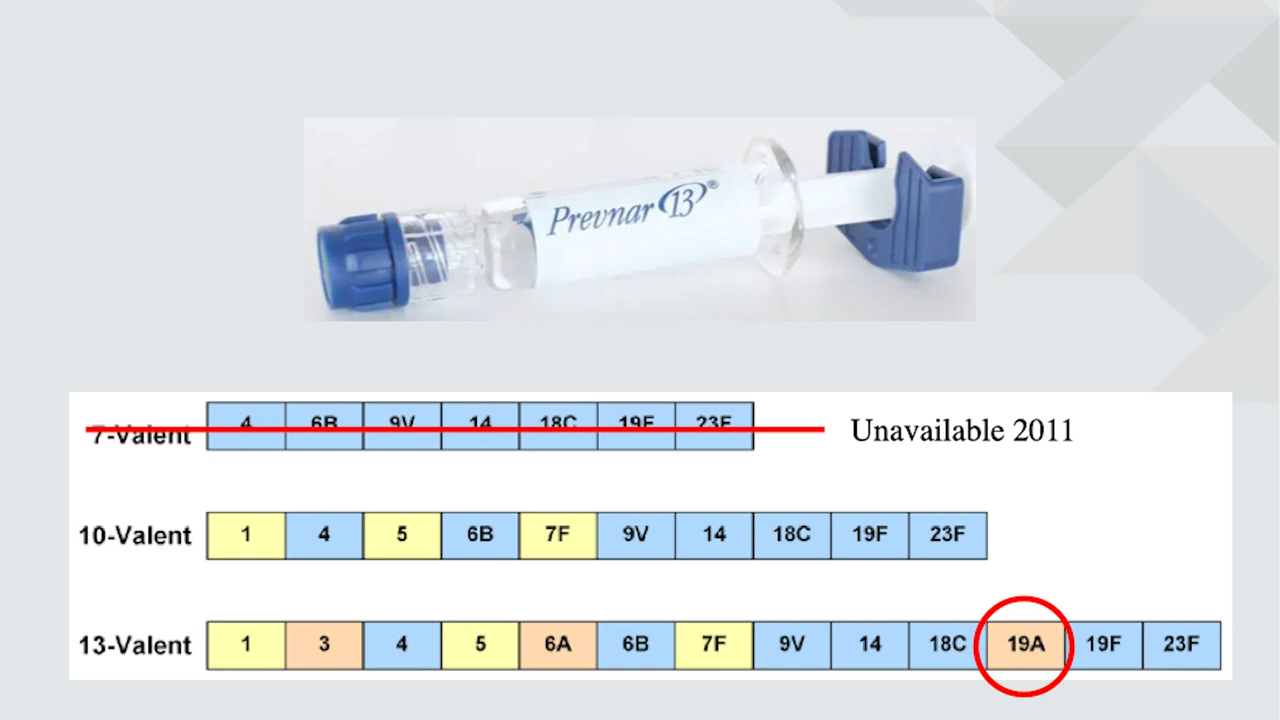 Prevnar 13®
7-Valent 4 6B 9V 14 18C 19F 23F Unavailable 2011
10-Valent 1 4 5 6B 7F 9V 14 18C 19F 23F
13-Valent 1 3 4 5 6A 6B 7F 9V 14 18C 19A 19F 23F